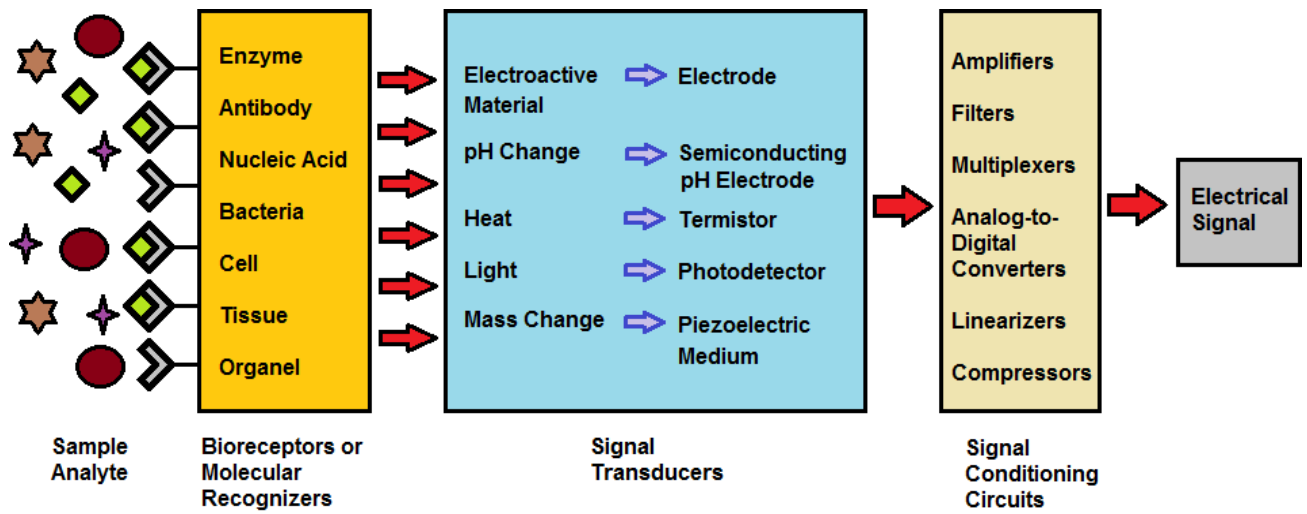 Enzyme
Antibody
Nucleic Acid
Bacteria
Cell
Tissue
Organel
Electroactive
Material
Electrode
pH Change
Semiconducting
pH Electrode
Heat
Termistor
Light
Photodetector
Mass Change
Piezoelectric
Medium
Amplifiers
Filters
Multiplexers
Analog-to-
Digital
Converters
Linearizers
Compressors
Electrical
Signal
Sample
Analyte
Bioreceptors or
Molecular
Recognizers
Signal
Transducers
Signal
Conditioning
Circuits